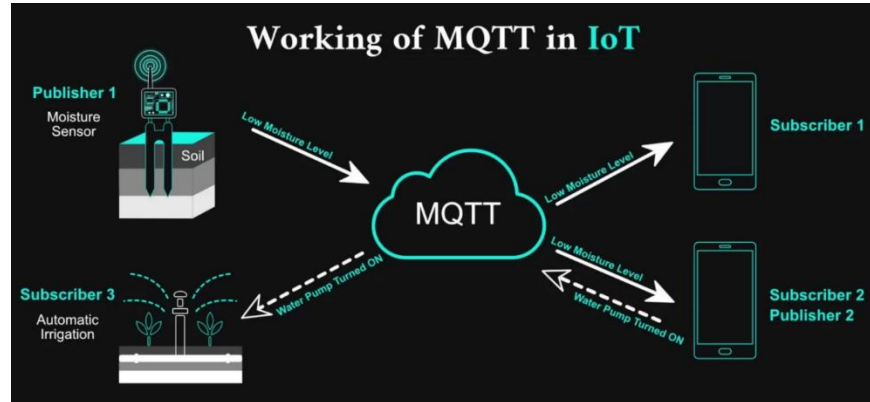 Working of MQTT in IoT
Publisher 1
Moisture
Sensor
Soil
Low Moisture Level
MQTT
Low Moisture Level
Subscriber 1
Low Moisture Level
Water Pump Turned ON
Subscriber 2
Publisher 2
Subscriber 3
Automatic
Irrigation
Water Pump Turned ON